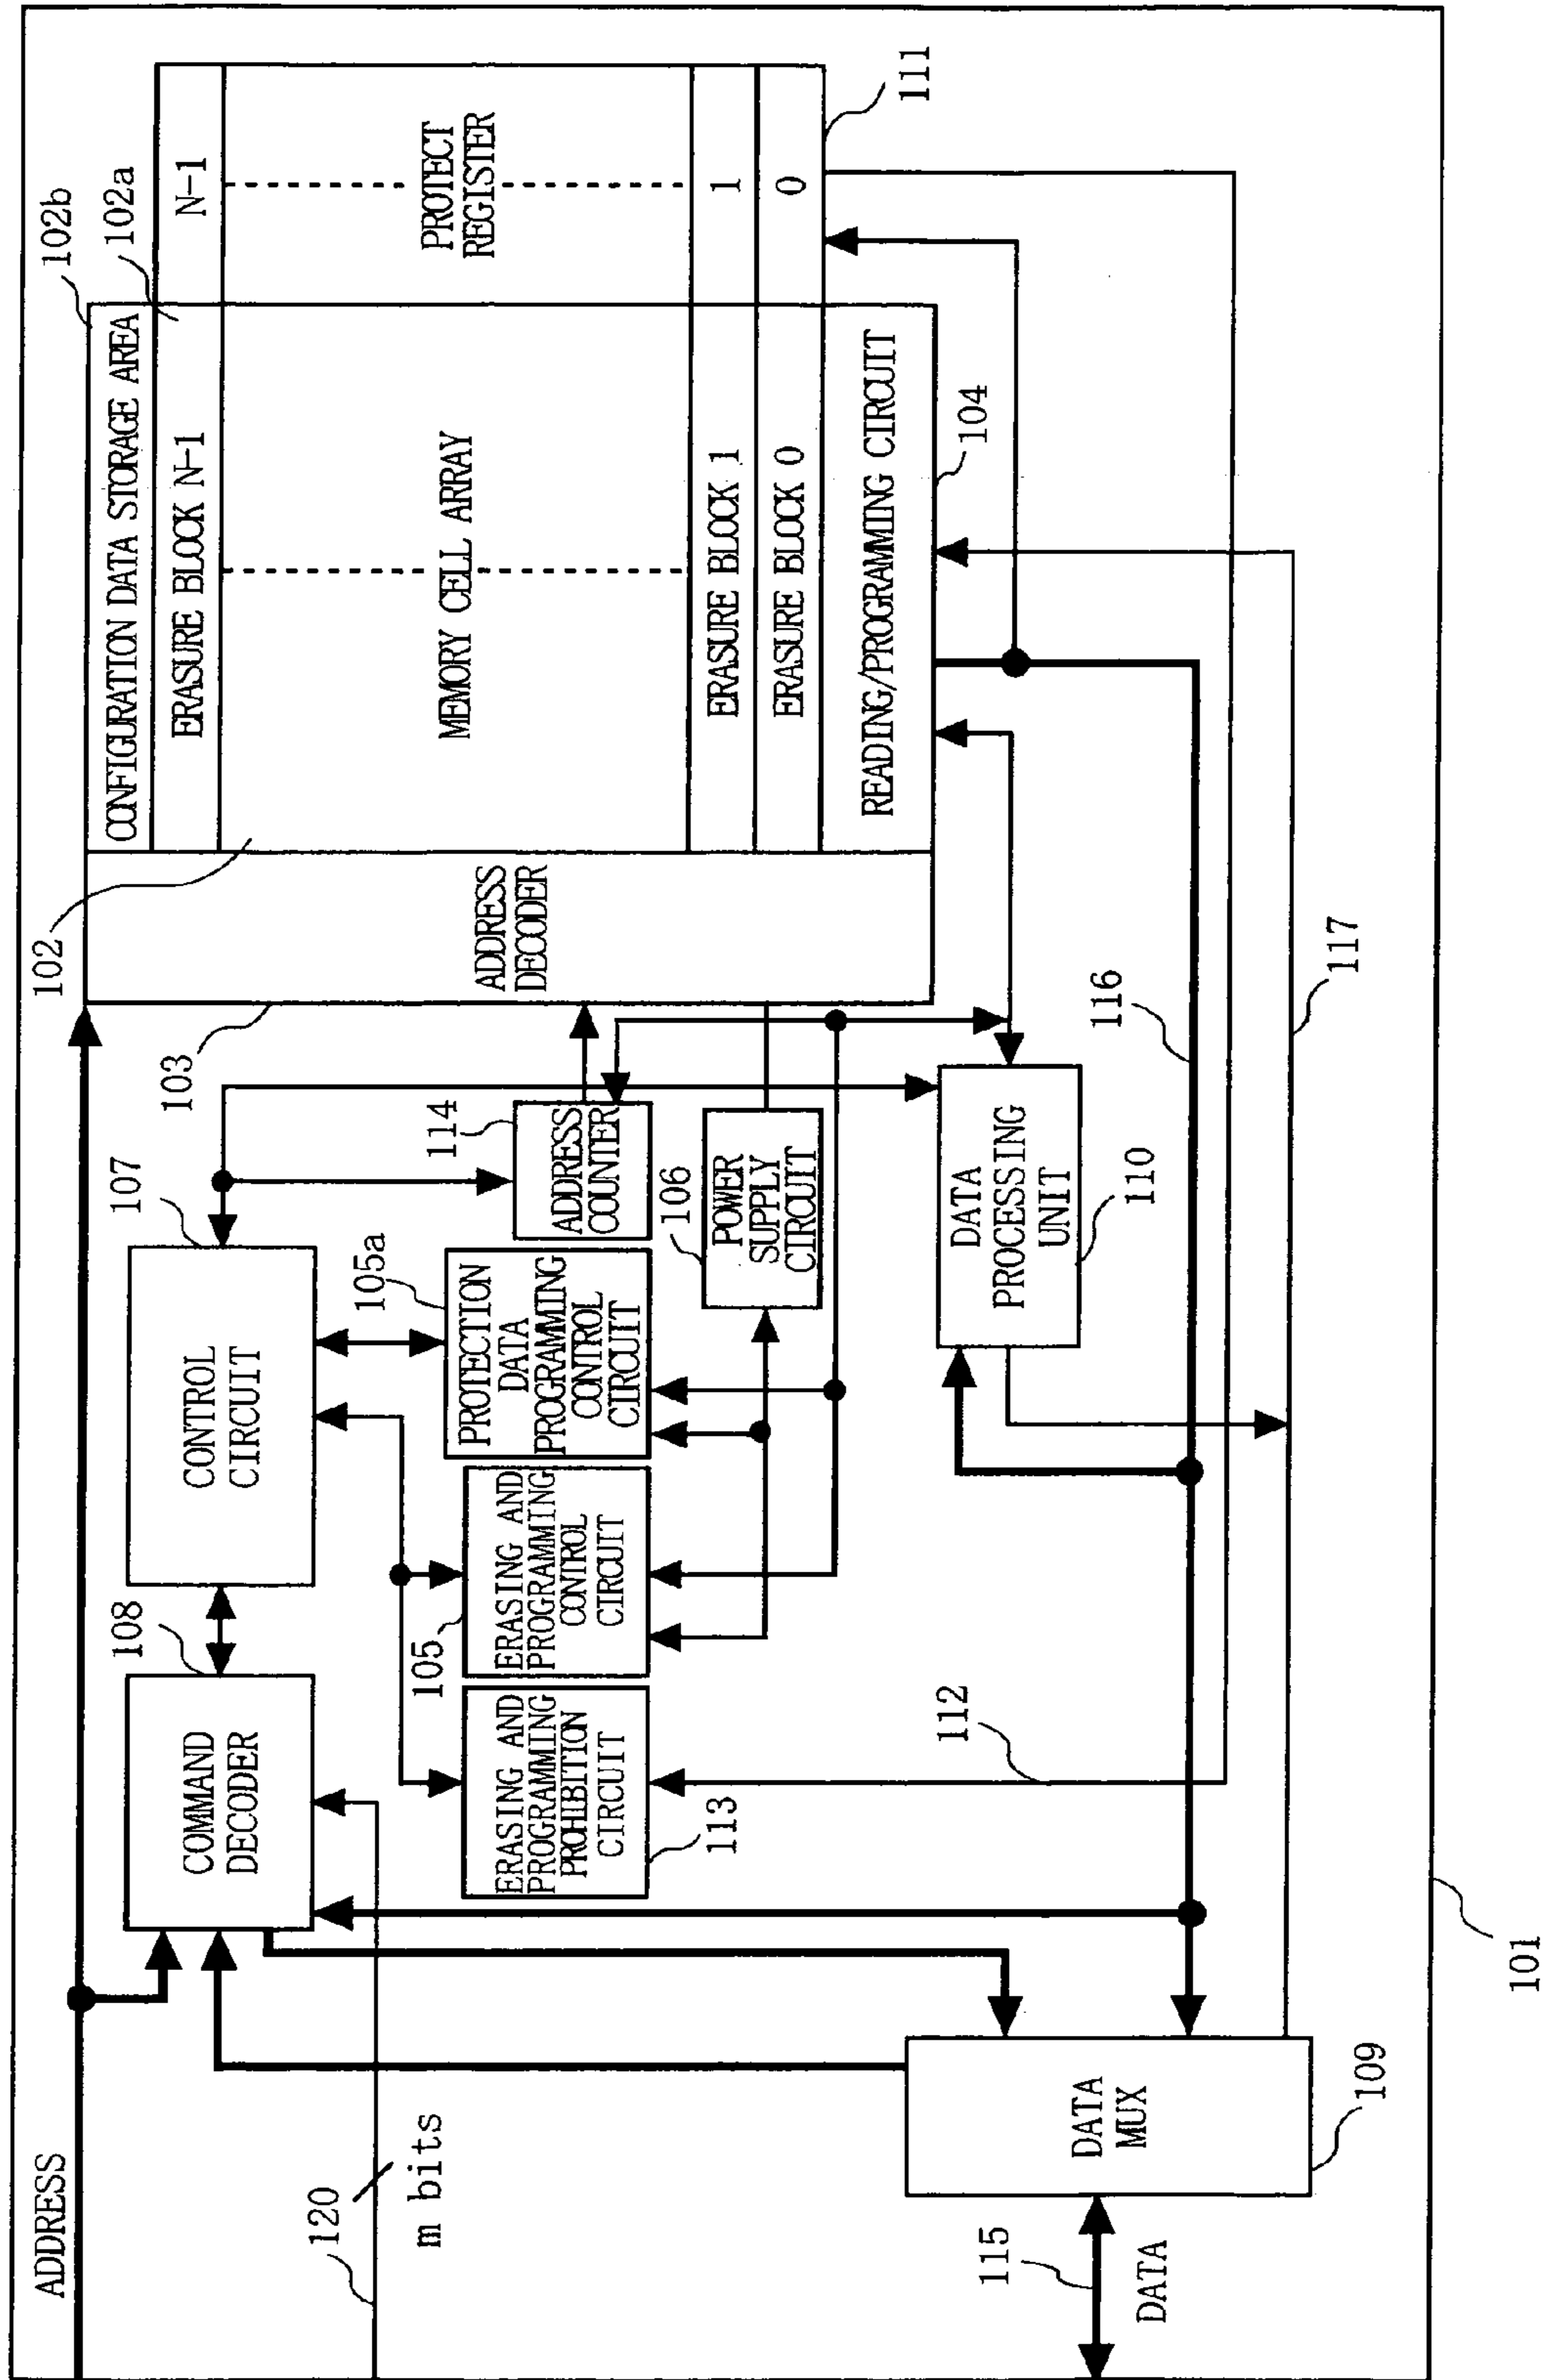 ADDRESS
120
m bits
115
DATA
DATA
MUX
109
COMMAND
DECODER
108
CONTROL
CIRCUIT
107
ERASING AND
PROGRAMMING
PROHIBITION
CIRCUIT
113
ERASING AND
PROGRAMMING
CONTROL
CIRCUIT
105
PROTECTION
DATA
PROGRAMMING
CONTROL
CIRCUIT
105a
ADDRESS
COUNTER
114
POWER
SUPPLY
CIRCUIT
106
DATA
PROCESSING
UNIT
110
112
116
117
103
ADDRESS
DECODER
102
CONFIGURATION DATA STORAGE AREA
102b
ERASURE BLOCK N-1
102a
MEMORY CELL ARRAY
ERASURE BLOCK 1
ERASURE BLOCK 0
READING/PROGRAMMING CIRCUIT
104
N-1
PROTECT
REGISTER
1
0
111
101